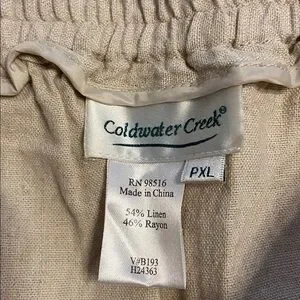 Coldwater Creek®
PXL
RN 98516
Made in China
54% Linen
46% Rayon
V#B193
H24363